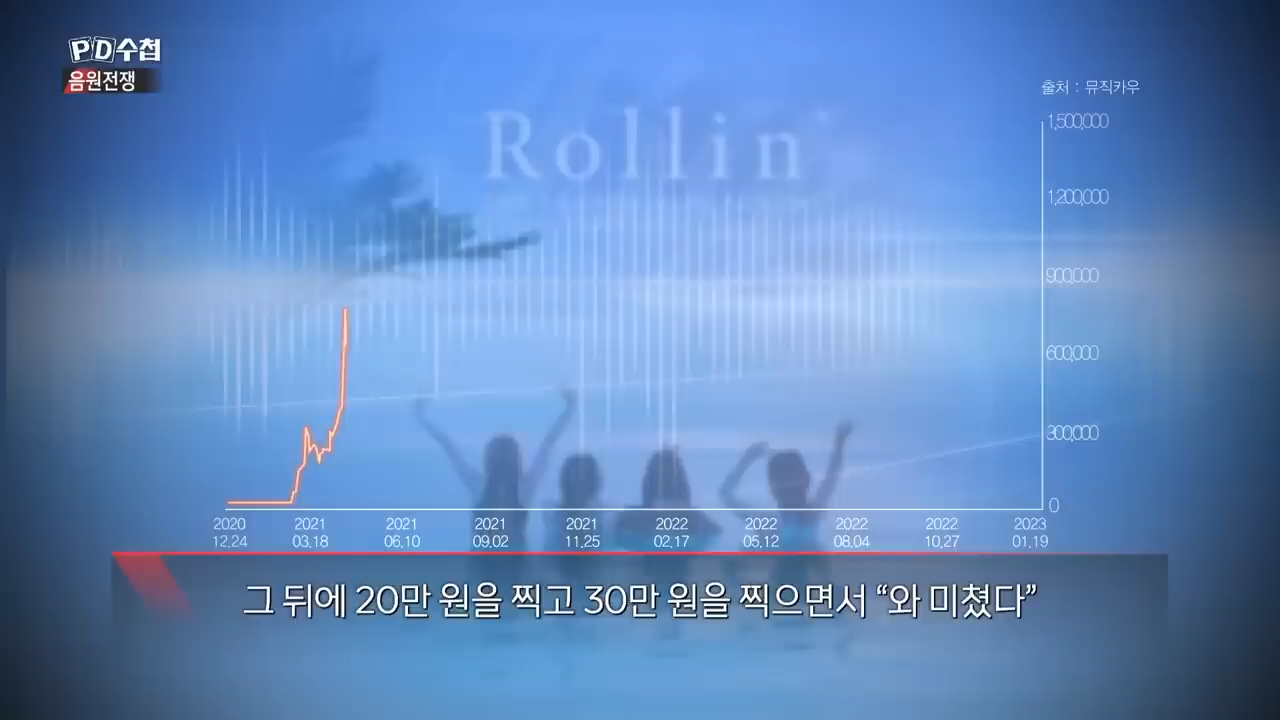 PD수첩
음원전쟁
출처 : 뮤직카우
Rollin'
1,500,000
1,200,000
900,000
600,000
300,000
0
2020 2021 2021 2021 2021 2022 2022 2022 2022 2023
12.24 03.18 06.10 09.02 11.25 02.17 05.12 08.04 10.27 01.19
그 뒤에 20만 원을 찍고 30만 원을 찍으면서 “와 미쳤다”